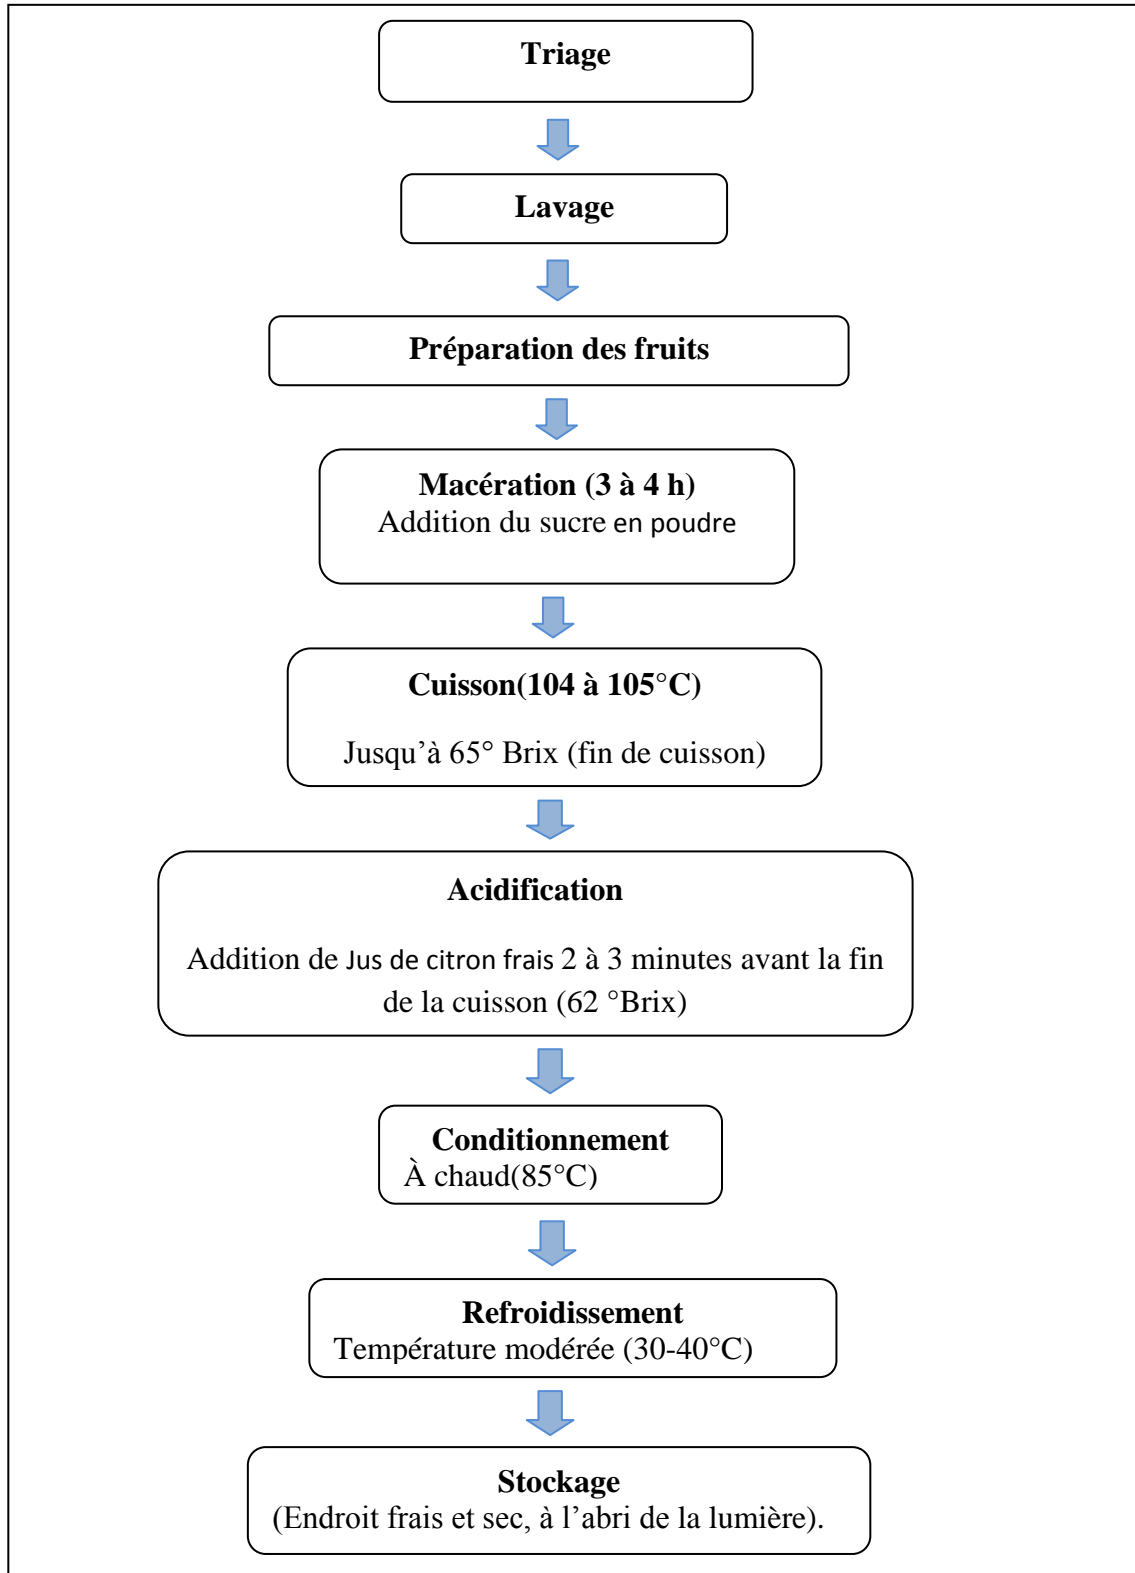 Triage
Lavage
Préparation des fruits
Macération (3 à 4 h)
Addition du sucre en poudre
Cuisson(104 à 105°C)
Jusqu’à 65° Brix (fin de cuisson)
Acidification
Addition de Jus de citron frais 2 à 3 minutes avant la fin
de la cuisson (62 °Brix)
Conditionnement
À chaud(85°C)
Refroidissement
Température modérée (30-40°C)
Stockage
(Endroit frais et sec, à l’abri de la lumière).